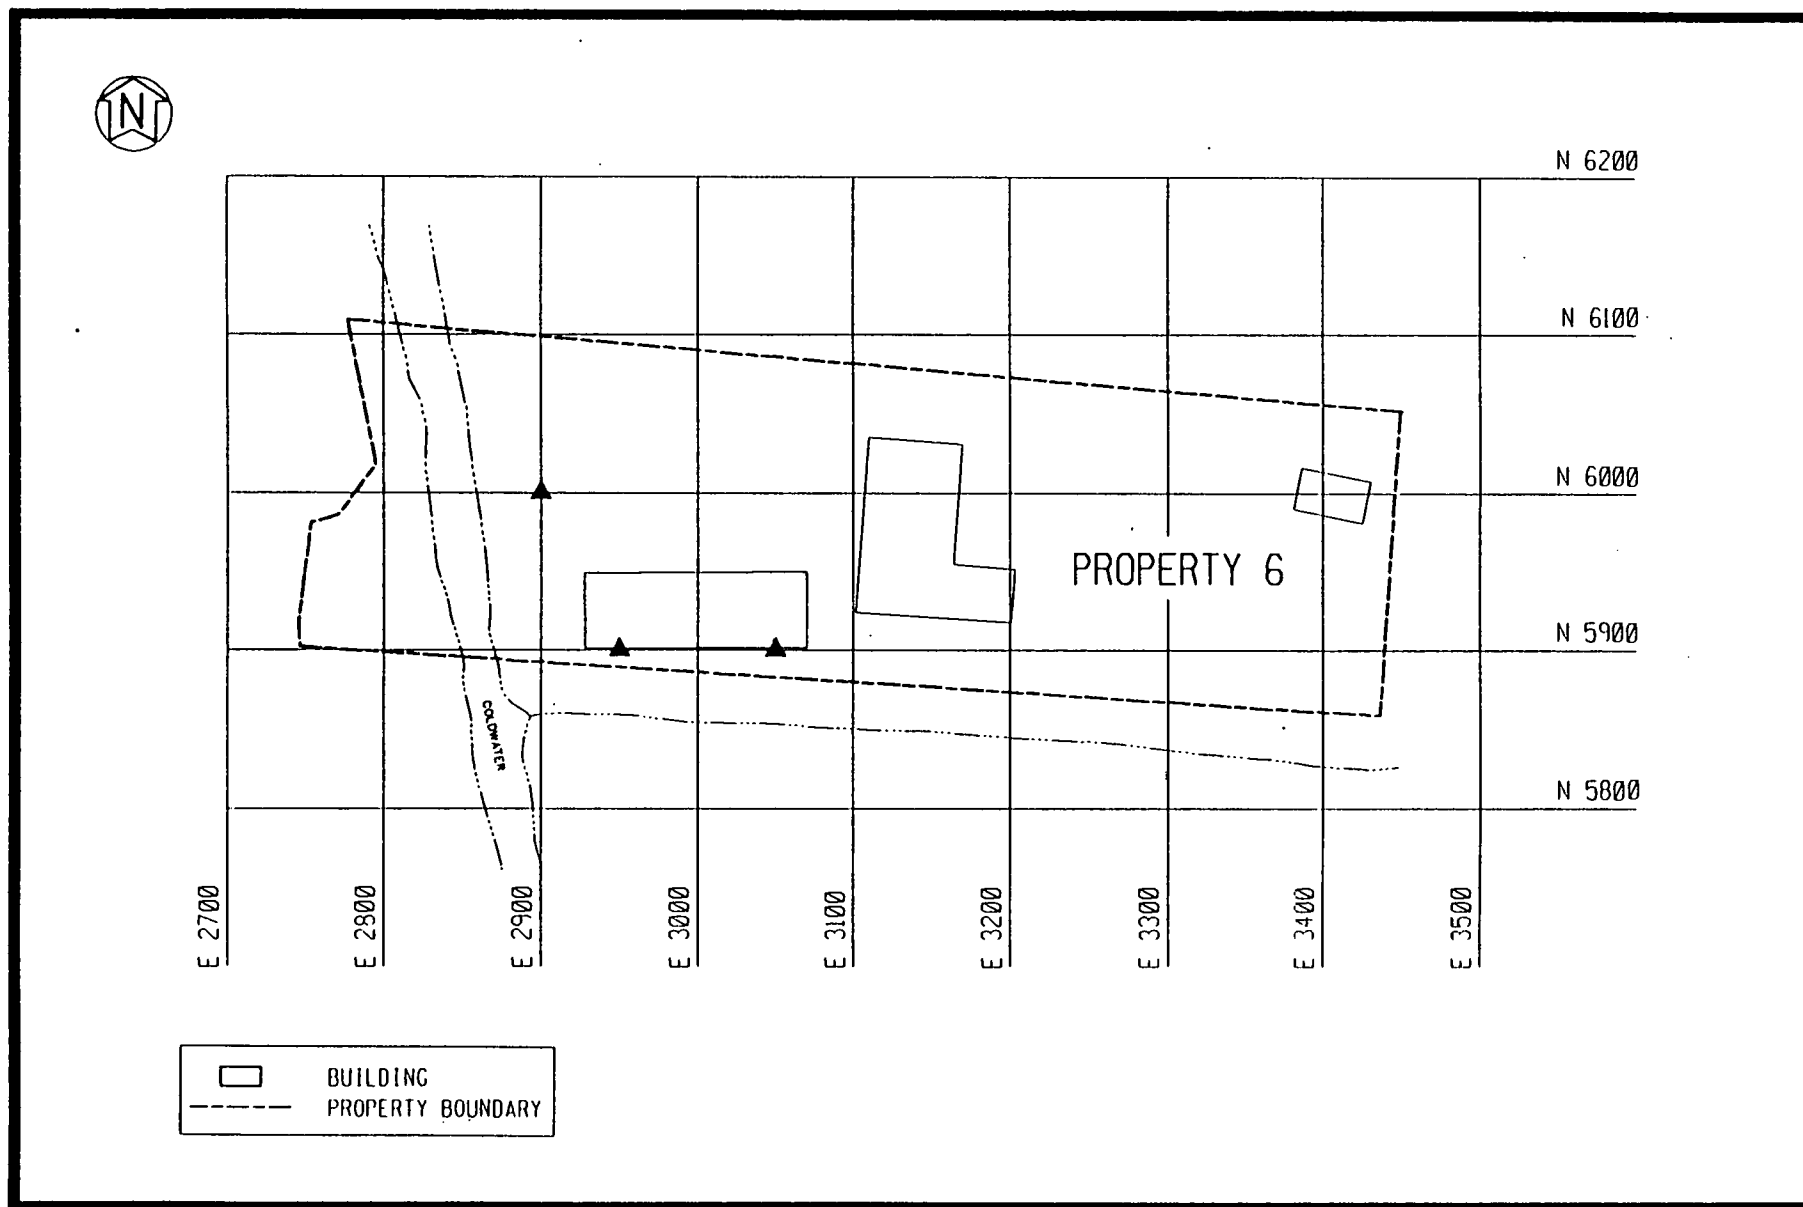 N
N 6200
N 6100
N 6000
PROPERTY 6
N 5900
COLDWATER
N 5800
E 2700
E 2800
E 2900
E 3000
E 3100
E 3200
E 3300
E 3400
E 3500
BUILDING
PROPERTY BOUNDARY